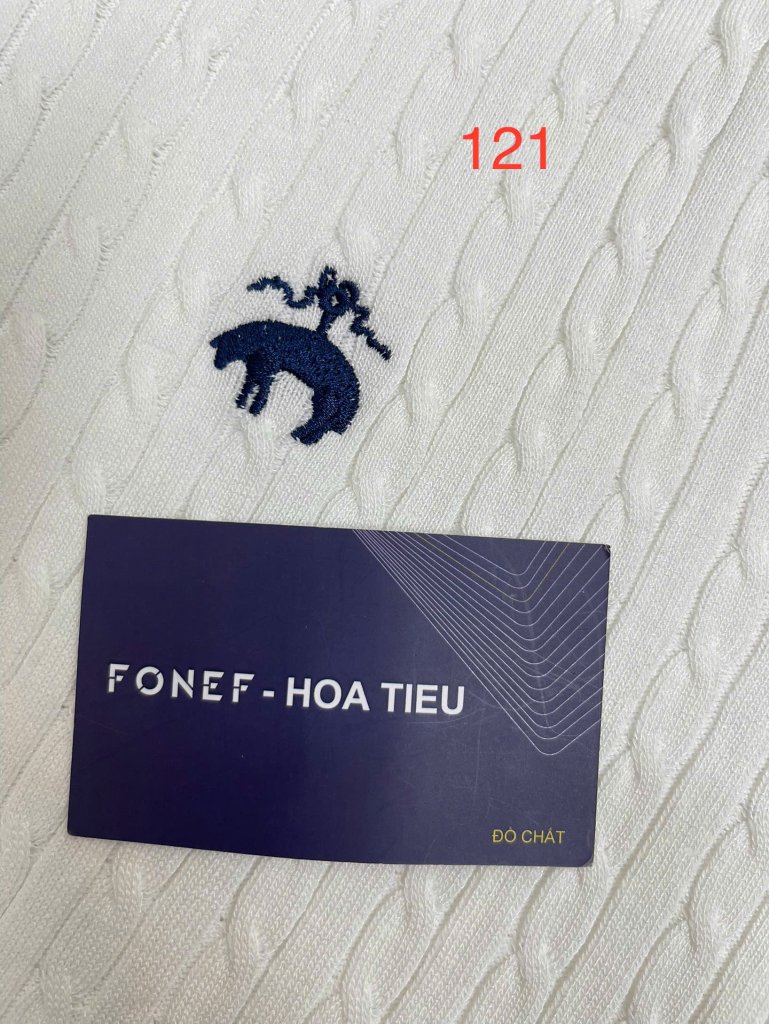 121
FONEF - HOA TIEU
ĐỒ CHẤT